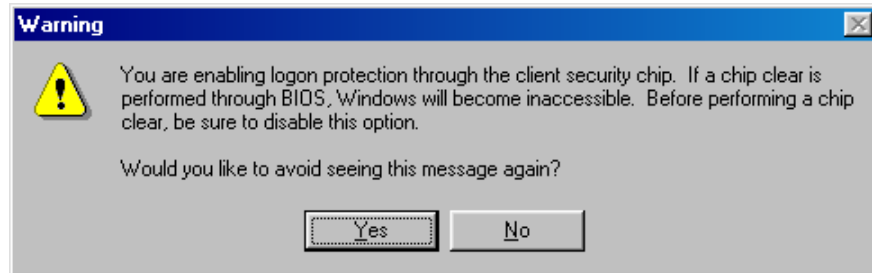 Warning
You are enabling logon protection through the client security chip.  If a chip clear is
performed through BIOS, Windows will become inaccessible.  Before performing a chip
clear, be sure to disable this option.
Would you like to avoid seeing this message again?
Yes
No